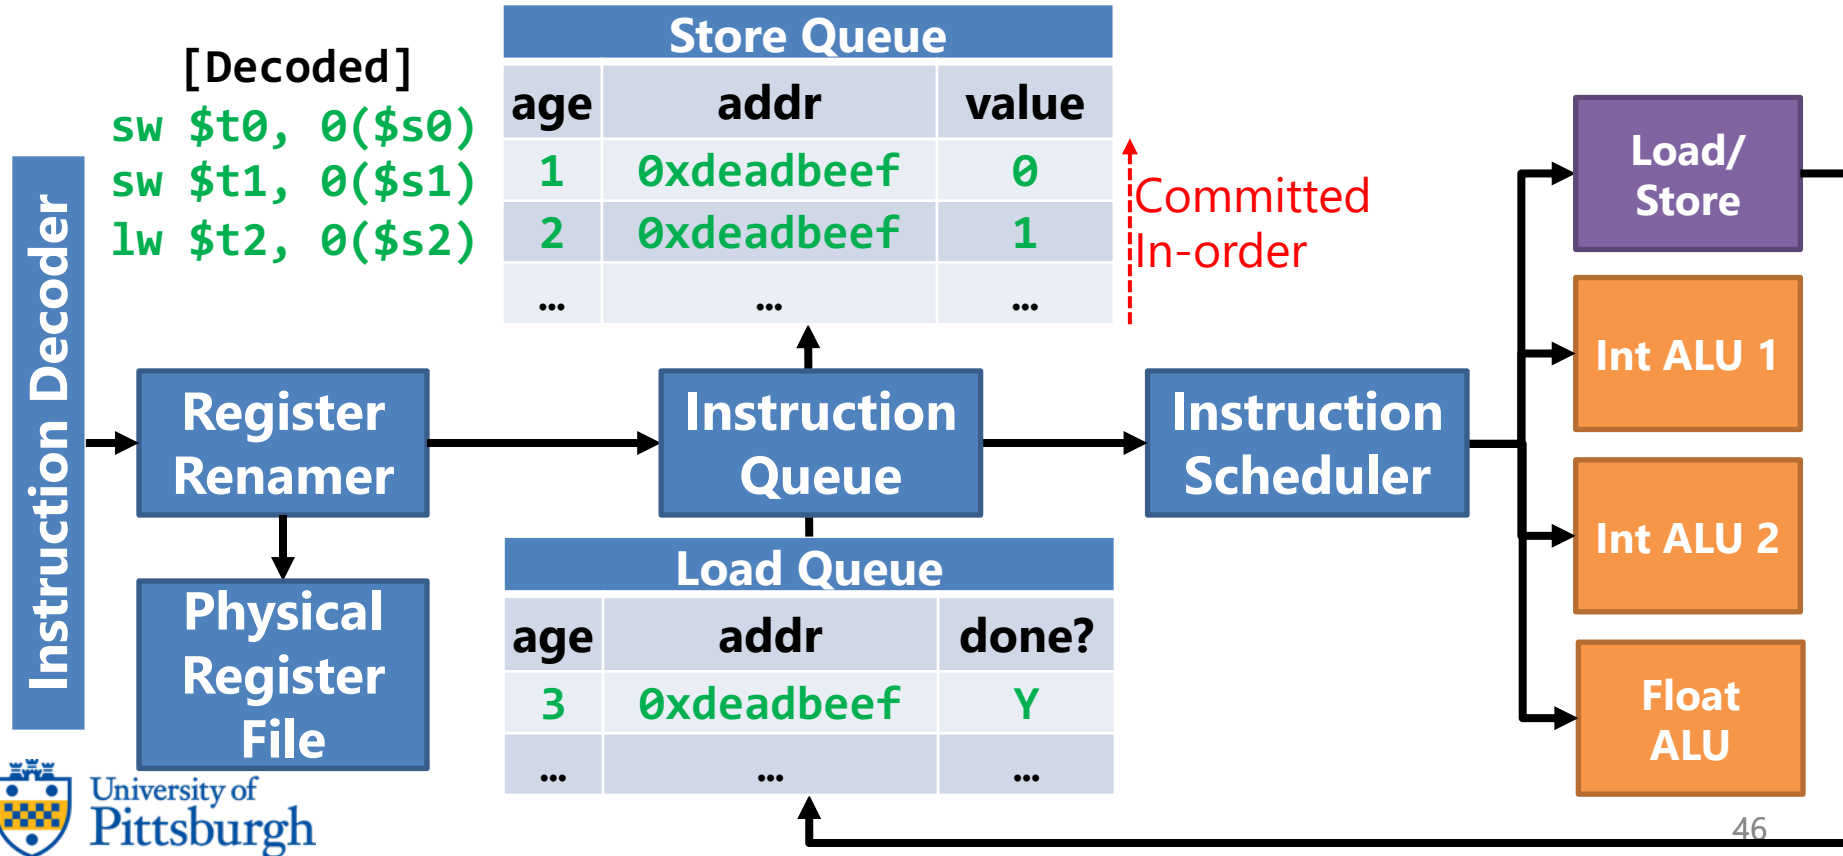 Store Queue
[Decoded]
sw $t0, 0($s0)
sw $t1, 0($s1)
lw $t2, 0($s2)
age addr value
1 0xdeadbeef 0
2 0xdeadbeef 1
… … …
Committed
In-order
Load/
Store
Int ALU 1
Int ALU 2
Float
ALU
Instruction Decoder
Register
Renamer
Instruction
Queue
Instruction
Scheduler
Physical
Register
File
Load Queue
age addr done?
3 0xdeadbeef Y
… … …
University of
Pittsburgh
46